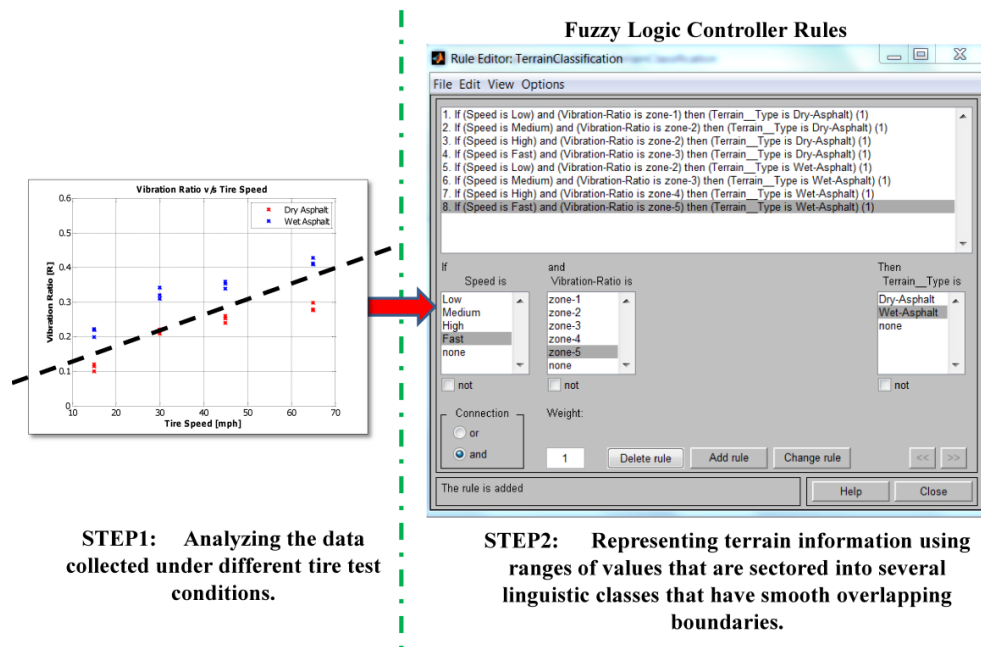 Fuzzy Logic Controller Rules
Rule Editor: TerrainClassification
File Edit View Options
1. If (Speed is Low) and (Vibration-Ratio is zone-1) then (Terrain__Type is Dry-Asphalt) (1)
2. If (Speed is Medium) and (Vibration-Ratio is zone-2) then (Terrain__Type is Dry-Asphalt) (1)
3. If (Speed is High) and (Vibration-Ratio is zone-2) then (Terrain__Type is Dry-Asphalt) (1)
4. If (Speed is Fast) and (Vibration-Ratio is zone-3) then (Terrain__Type is Dry-Asphalt) (1)
5. If (Speed is Low) and (Vibration-Ratio is zone-2) then (Terrain__Type is Wet-Asphalt) (1)
6. If (Speed is Medium) and (Vibration-Ratio is zone-3) then (Terrain__Type is Wet-Asphalt) (1)
7. If (Speed is High) and (Vibration-Ratio is zone-4) then (Terrain__Type is Wet-Asphalt) (1)
8. If (Speed is Fast) and (Vibration-Ratio is zone-5) then (Terrain__Type is Wet-Asphalt) (1)
If
Speed is
Low
Medium
High
Fast
none
not
and
Vibration-Ratio is
zone-1
zone-2
zone-3
zone-4
zone-5
none
not
Then
Terrain__Type is
Dry-Asphalt
Wet-Asphalt
none
not
Connection
or
and
Weight:
1
Delete rule
Add rule
Change rule
<<
>>
The rule is added
Help
Close
Vibration Ratio v/s Tire Speed
Dry Asphalt
Wet Asphalt
Vibration Ratio [R]
0.6
0.5
0.4
0.3
0.2
0.1
0
10 20 30 40 50 60 70
Tire Speed [mph]
STEP1: Analyzing the data
collected under different tire test
conditions.
STEP2: Representing terrain information using
ranges of values that are sectored into several
linguistic classes that have smooth overlapping
boundaries.